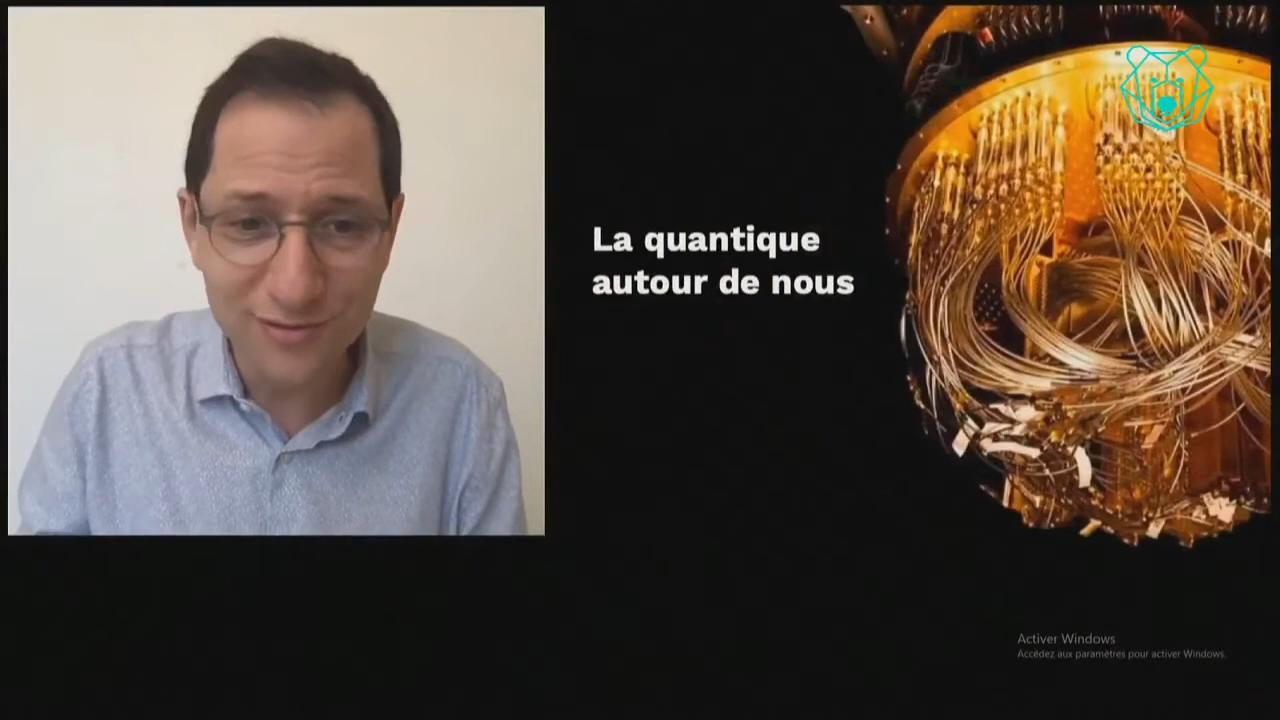 La quantique
autour de nous
Activer Windows
Accédez aux paramètres pour activer Windows.